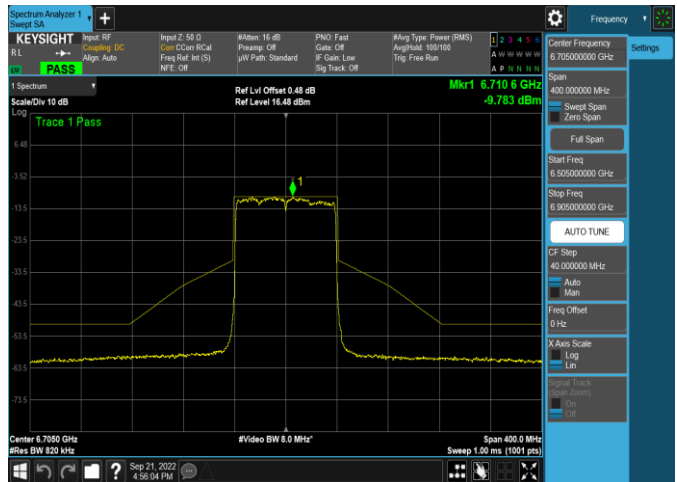 Spectrum Analyzer 1
Swept SA
KEYSIGHT
RL
PASS
Input: RF
Coupling: DC
Align: Auto
Input Z: 50 Ω
Corr CCorr RCal
Freq Ref: Int (S)
NFE: Off
#Atten: 16 dB
Preamp: Off
µW Path: Standard
PNO: Fast
Gate: Off
IF Gain: Low
Sig Track: Off
#Avg Type: Power (RMS)
Avg|Hold: 100/100
Trig: Free Run
1 2 3 4 5 6
A W W W W W
A P N N N N
1 Spectrum
Scale/Div 10 dB
Ref Lvl Offset 0.48 dB
Ref Level 16.48 dBm
Mkr1 6.710 6 GHz
-9.783 dBm
Log
Trace 1 Pass
1
6.48
-3.52
-13.5
-23.5
-33.5
-43.5
-53.5
-63.5
-73.5
Center 6.7050 GHz
#Res BW 820 kHz
#Video BW 8.0 MHz*
Span 400.0 MHz
Sweep 1.00 ms (1001 pts)
Sep 21, 2022
4:56:04 PM
Frequency
Settings
Center Frequency
6.705000000 GHz
Span
400.000000 MHz
Swept Span
Zero Span
Full Span
Start Freq
6.505000000 GHz
Stop Freq
6.905000000 GHz
AUTO TUNE
CF Step
40.000000 MHz
Auto
Man
Freq Offset
0 Hz
X Axis Scale
Log
Lin
Signal Track
(Span Zoom)
On
Off